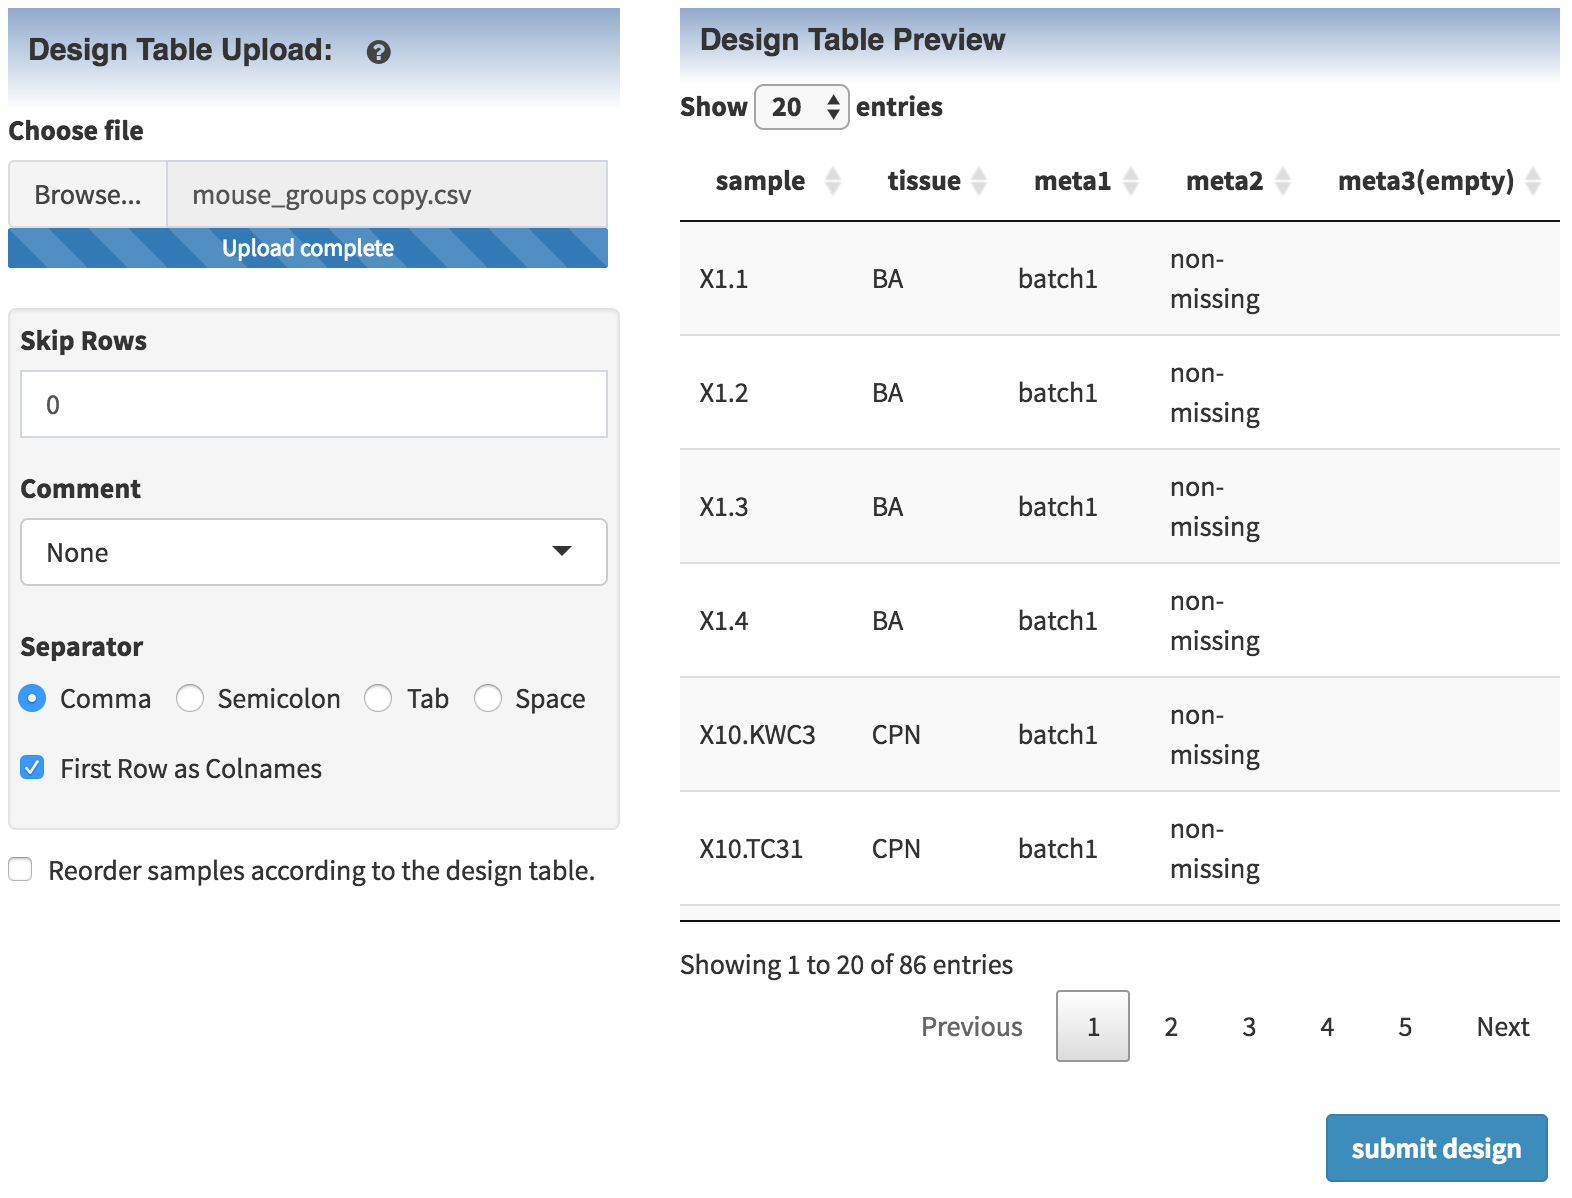 Design Table Upload: ?
Choose file
Browse... mouse_groups copy.csv
Upload complete
Skip Rows
0
Comment
None
Separator
Comma Semicolon Tab Space
First Row as Colnames
Reorder samples according to the design table.
Design Table Preview
Show 20 entries
sample tissue meta1 meta2 meta3(empty)
X1.1 BA batch1 non-
missing
X1.2 BA batch1 non-
missing
X1.3 BA batch1 non-
missing
X1.4 BA batch1 non-
missing
X10.KWC3 CPN batch1 non-
missing
X10.TC31 CPN batch1 non-
missing
Showing 1 to 20 of 86 entries
Previous 1 2 3 4 5 Next
submit design